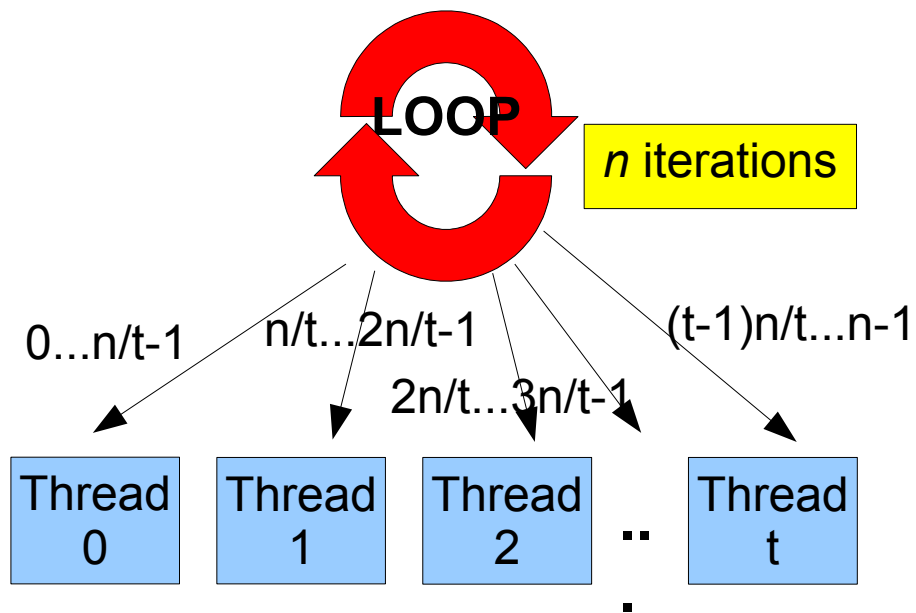 LOOP
n iterations
0...n/t-1
n/t...2n/t-1
2n/t...3n/t-1
(t-1)n/t...n-1
Thread
0
Thread
1
Thread
2
...
Thread
t